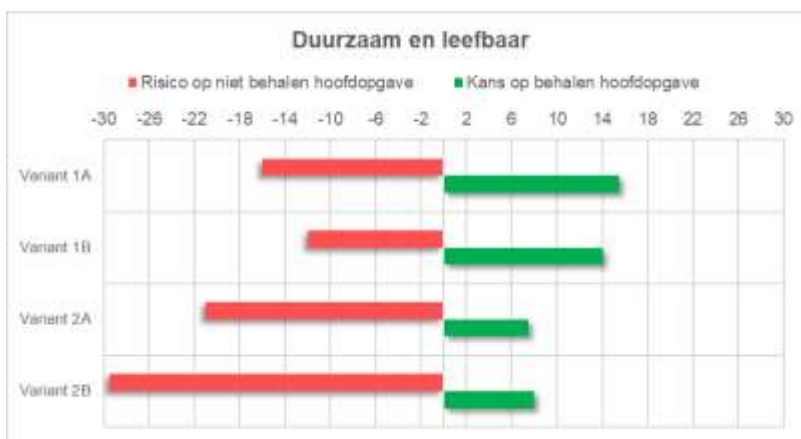 Duurzaam en leefbaar
Risico op niet behalen hoofdopgave Kans op behalen hoofdopgave
-30 -26 -22 -18 -14 -10 -6 -2 2 6 10 14 18 22 26 30
Variant 1A
Variant 1B
Variant 2A
Variant 2B